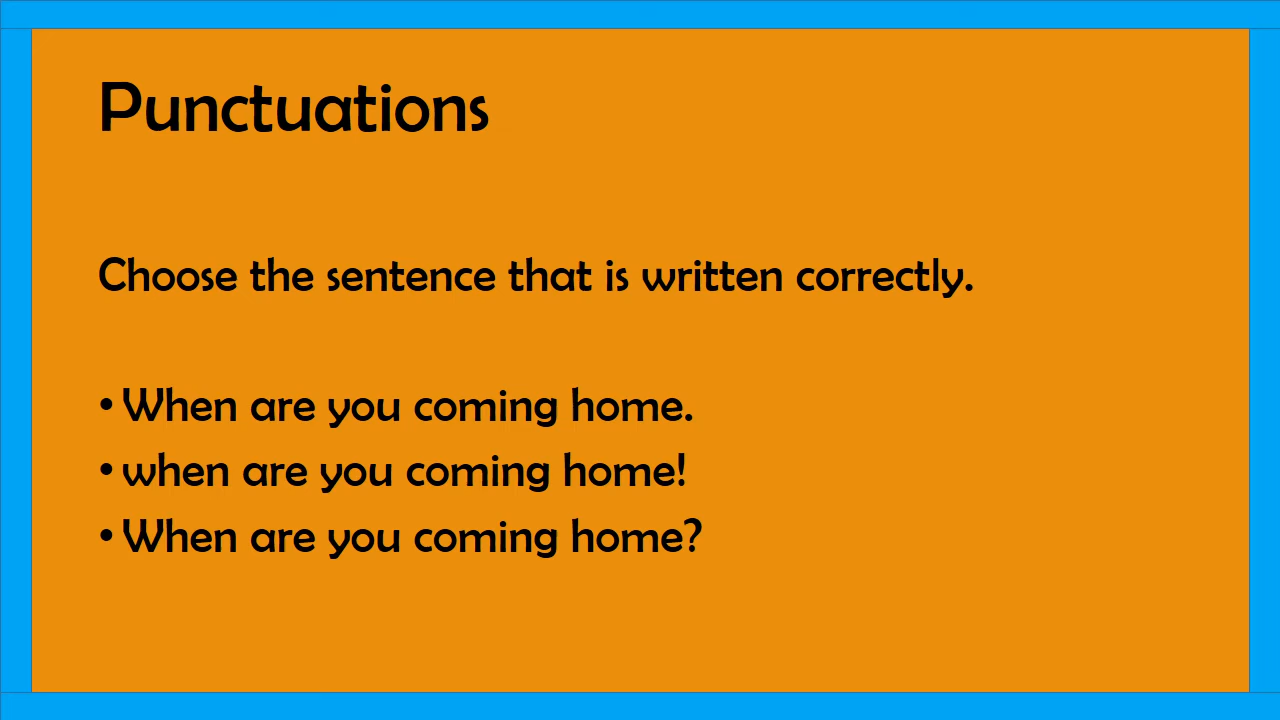 Punctuations
Choose the sentence that is written correctly.
• When are you coming home.
• when are you coming home!
• When are you coming home?